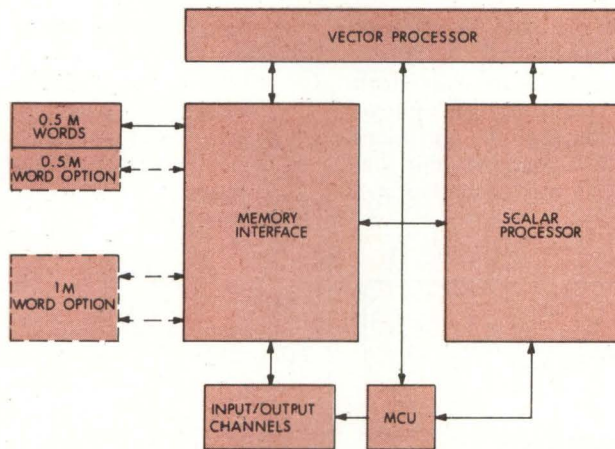 VECTOR PROCESSOR
0.5 M
WORDS
0.5 M
WORD OPTION
1M
WORD OPTION
MEMORY
INTERFACE
SCALAR
PROCESSOR
INPUT/OUTPUT
CHANNELS
MCU